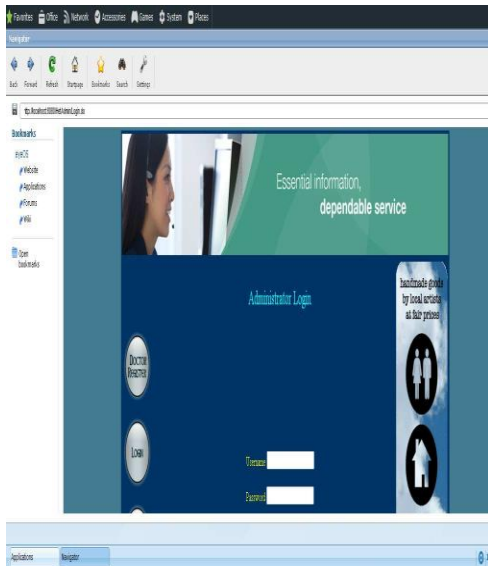 Favorites Office Network Accessories Games System Places
Navigator
Back Forward Refresh Startpage Bookmarks Search Settings
Bookmarks
eyeOS
Website
Applications
Forums
Wiki
Open
bookmarks
Essential information,
dependable service
Administrator Login
handmade goods
by local artists
at fair prices
DOCTOR
REGISTER
LOGIN
Username
Password
Applications Navigator